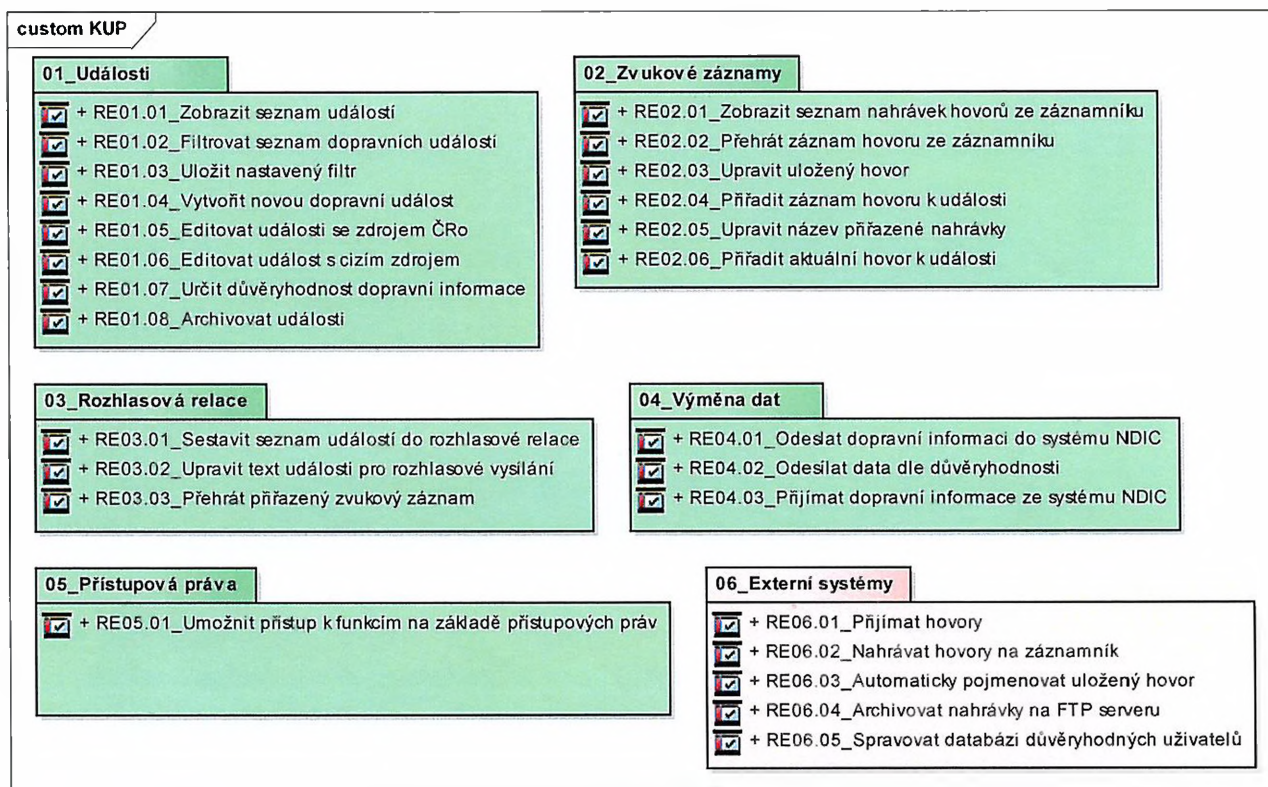 custom KUP
01_Události
+ RE01.01_Zobrazit seznam událostí
+ RE01.02_Filtrovat seznam dopravních událostí
+ RE01.03_Uložit nastavený filtr
+ RE01.04_Vytvořit novou dopravní událost
+ RE01.05_Editovat události se zdrojem ČRo
+ RE01.06_Editovat událost s cizím zdrojem
+ RE01.07_Určit důvěryhodnost dopravní informace
+ RE01.08_Archivovat události
02_Zvukové záznamy
+ RE02.01_Zobrazit seznam nahrávek hovorů ze záznamníku
+ RE02.02_Přehrát záznam hovoru ze záznamníku
+ RE02.03_Upravit uložený hovor
+ RE02.04_Přiřadit záznam hovoru k události
+ RE02.05_Upravit název přiřazené nahrávky
+ RE02.06_Přiřadit aktuální hovor k události
03_Rozhlasová relace
+ RE03.01_Sestavit seznam událostí do rozhlasové relace
+ RE03.02_Upravit text události pro rozhlasové vysílání
+ RE03.03_Přehrát přiřazený zvukový záznam
04_Výměna dat
+ RE04.01_Odeslat dopravní informaci do systému NDIC
+ RE04.02_Odesílat data dle důvěryhodnosti
+ RE04.03_Přijímat dopravní informace ze systému NDIC
05_Přístupová práva
+ RE05.01_Umožnit přístup k funkcím na základě přístupových práv
06_Externí systémy
+ RE06.01_Přijímat hovory
+ RE06.02_Nahrávat hovory na záznamník
+ RE06.03_Automaticky pojmenovat uložený hovor
+ RE06.04_Archivovat nahrávky na FTP serveru
+ RE06.05_Spravovat databázi důvěryhodných uživatelů